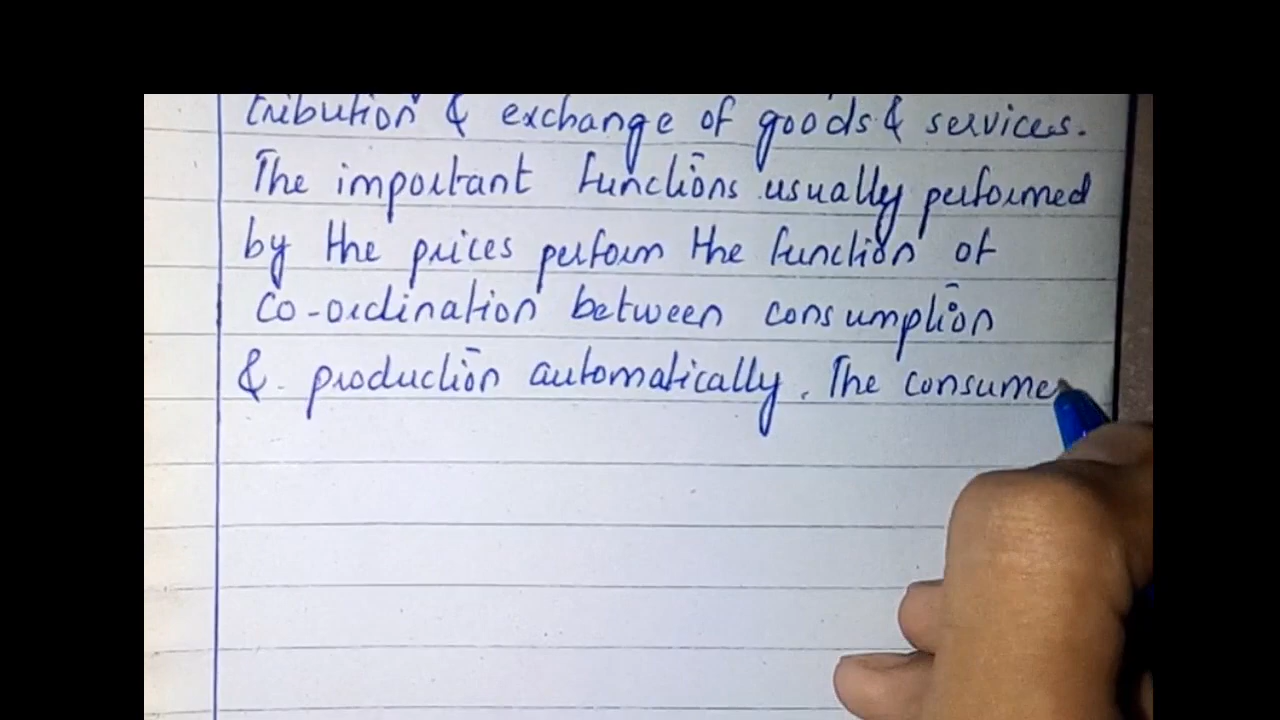 tribution & exchange of goods & services.
The important functions usually performed
by the prices perform the function of
co-ordination between consumption
& production automatically. The consume